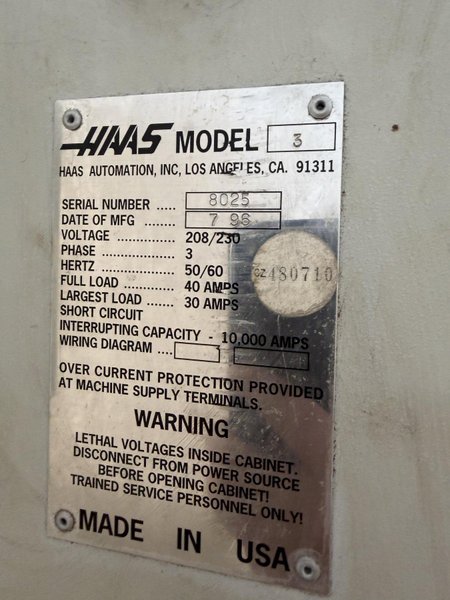 HAAS MODEL 3
HAAS AUTOMATION, INC, LOS ANGELES, CA. 91311
SERIAL NUMBER ..... 8025
DATE OF MFG ........ 7 96
VOLTAGE ................ 208/230
PHASE .................... 3
HERTZ .................... 50/60
FULL LOAD ............ 40 AMPS
LARGEST LOAD ..... 30 AMPS
CZ480710
SHORT CIRCUIT
INTERRUPTING CAPACITY - 10,000 AMPS
WIRING DIAGRAM ...
OVER CURRENT PROTECTION PROVIDED
AT MACHINE SUPPLY TERMINALS.
WARNING
LETHAL VOLTAGES INSIDE CABINET.
DISCONNECT FROM POWER SOURCE
BEFORE OPENING CABINET!
TRAINED SERVICE PERSONNEL ONLY!
MADE IN USA